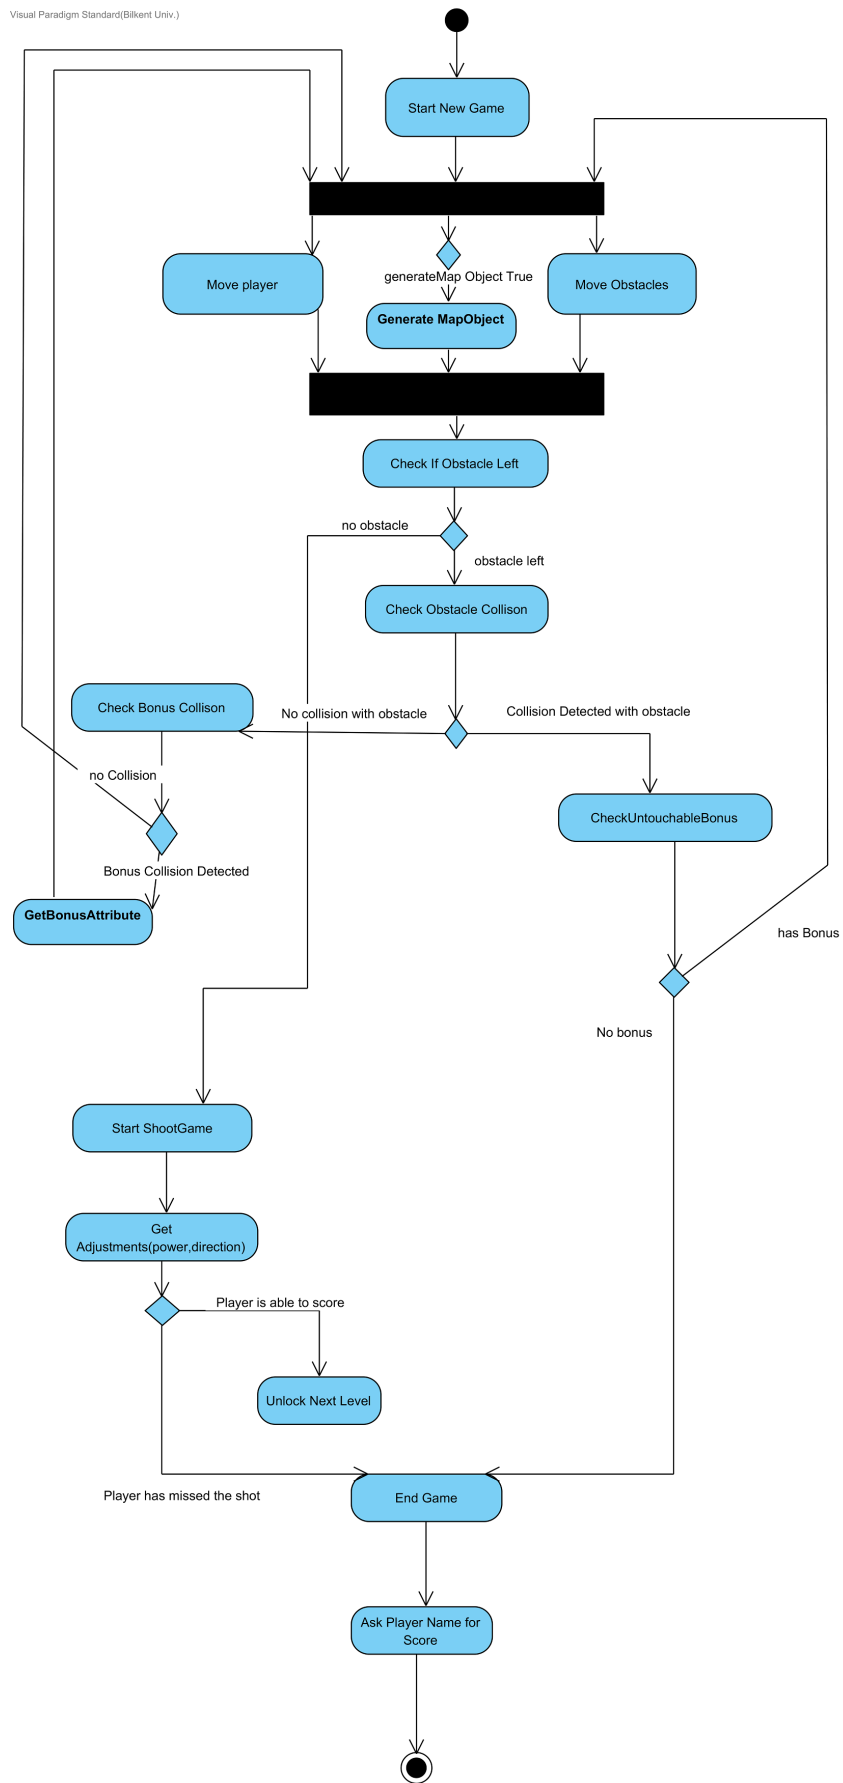 Visual Paradigm Standard(Bilkent Univ.)
Start New Game
Move player
generateMap Object True
Move Obstacles
Generate MapObject
Check If Obstacle Left
no obstacle
obstacle left
Check Obstacle Collison
Check Bonus Collison
No collision with obstacle
Collision Detected with obstacle
no Collision
CheckUntouchableBonus
Bonus Collision Detected
GetBonusAttribute
has Bonus
No bonus
Start ShootGame
Get
Adjustments(power,direction)
Player is able to score
Unlock Next Level
Player has missed the shot
End Game
Ask Player Name for
Score